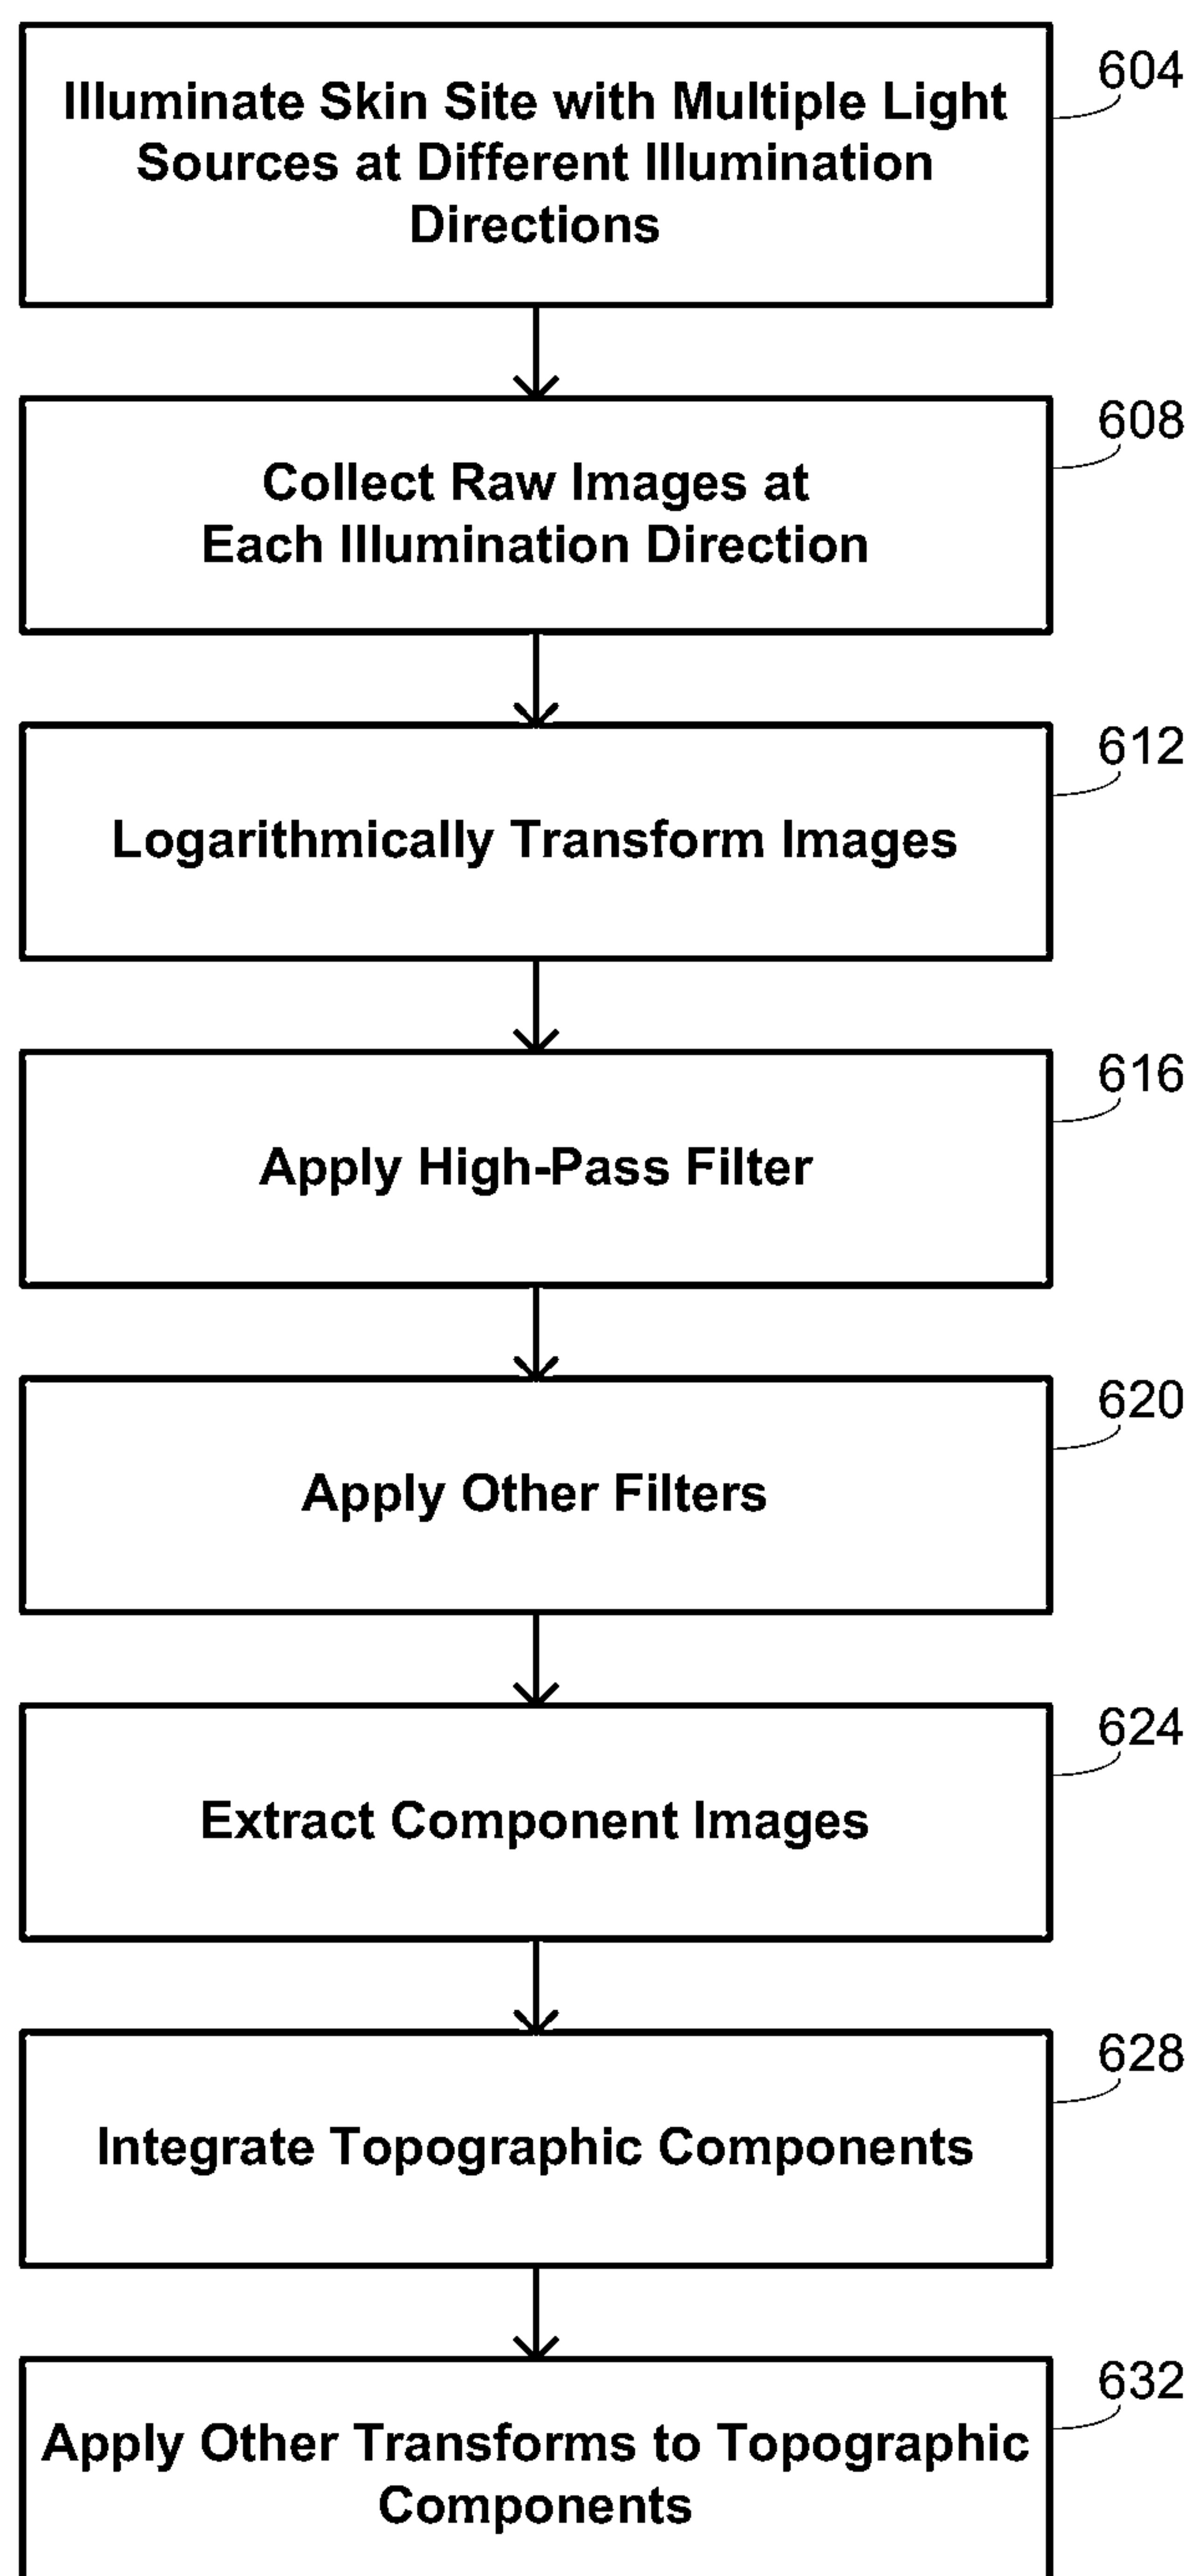 604
Illuminate Skin Site with Multiple Light
Sources at Different Illumination
Directions
608
Collect Raw Images at
Each Illumination Direction
612
Logarithmically Transform Images
616
Apply High-Pass Filter
620
Apply Other Filters
624
Extract Component Images
628
Integrate Topographic Components
632
Apply Other Transforms to Topographic
Components